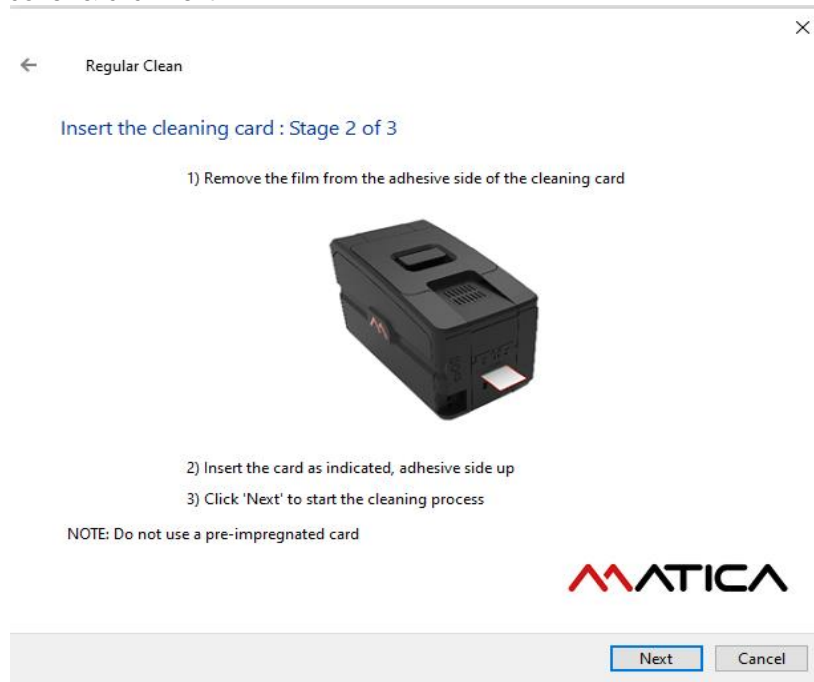 Regular Clean
Insert the cleaning card : Stage 2 of 3
1) Remove the film from the adhesive side of the cleaning card
2) Insert the card as indicated, adhesive side up
3) Click 'Next' to start the cleaning process
NOTE: Do not use a pre-impregnated card
MATICA
Next Cancel